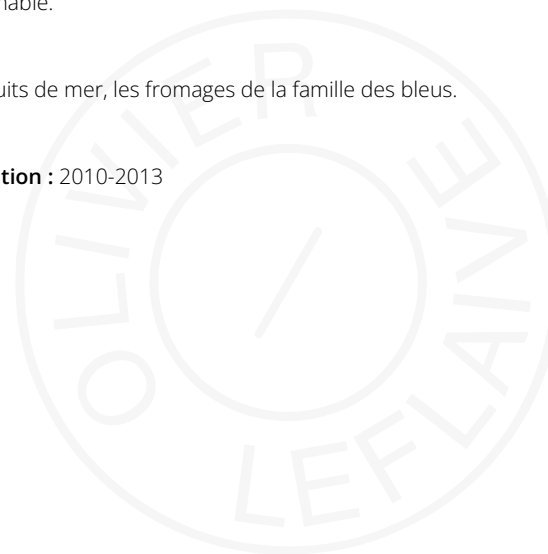 nable.
uits de mer, les fromages de la famille des bleus.
tion : 2010-2013
OLIVIER
LEFLAIVE